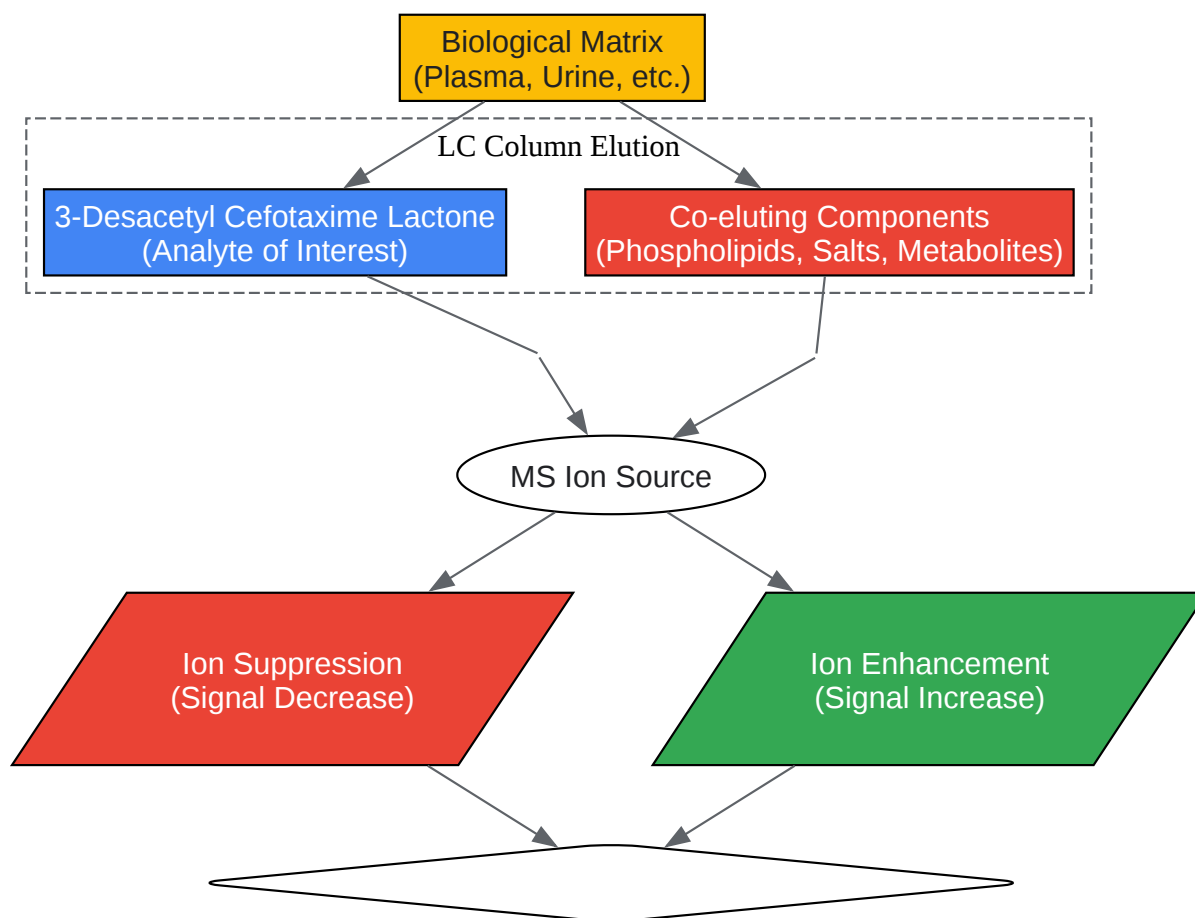 Biological Matrix
(Plasma, Urine, etc.)
LC Column Elution
3-Desacetyl Cefotaxime Lactone
(Analyte of Interest)
Co-eluting Components
(Phospholipids, Salts, Metabolites)
MS Ion Source
Ion Suppression
(Signal Decrease)
Ion Enhancement
(Signal Increase)